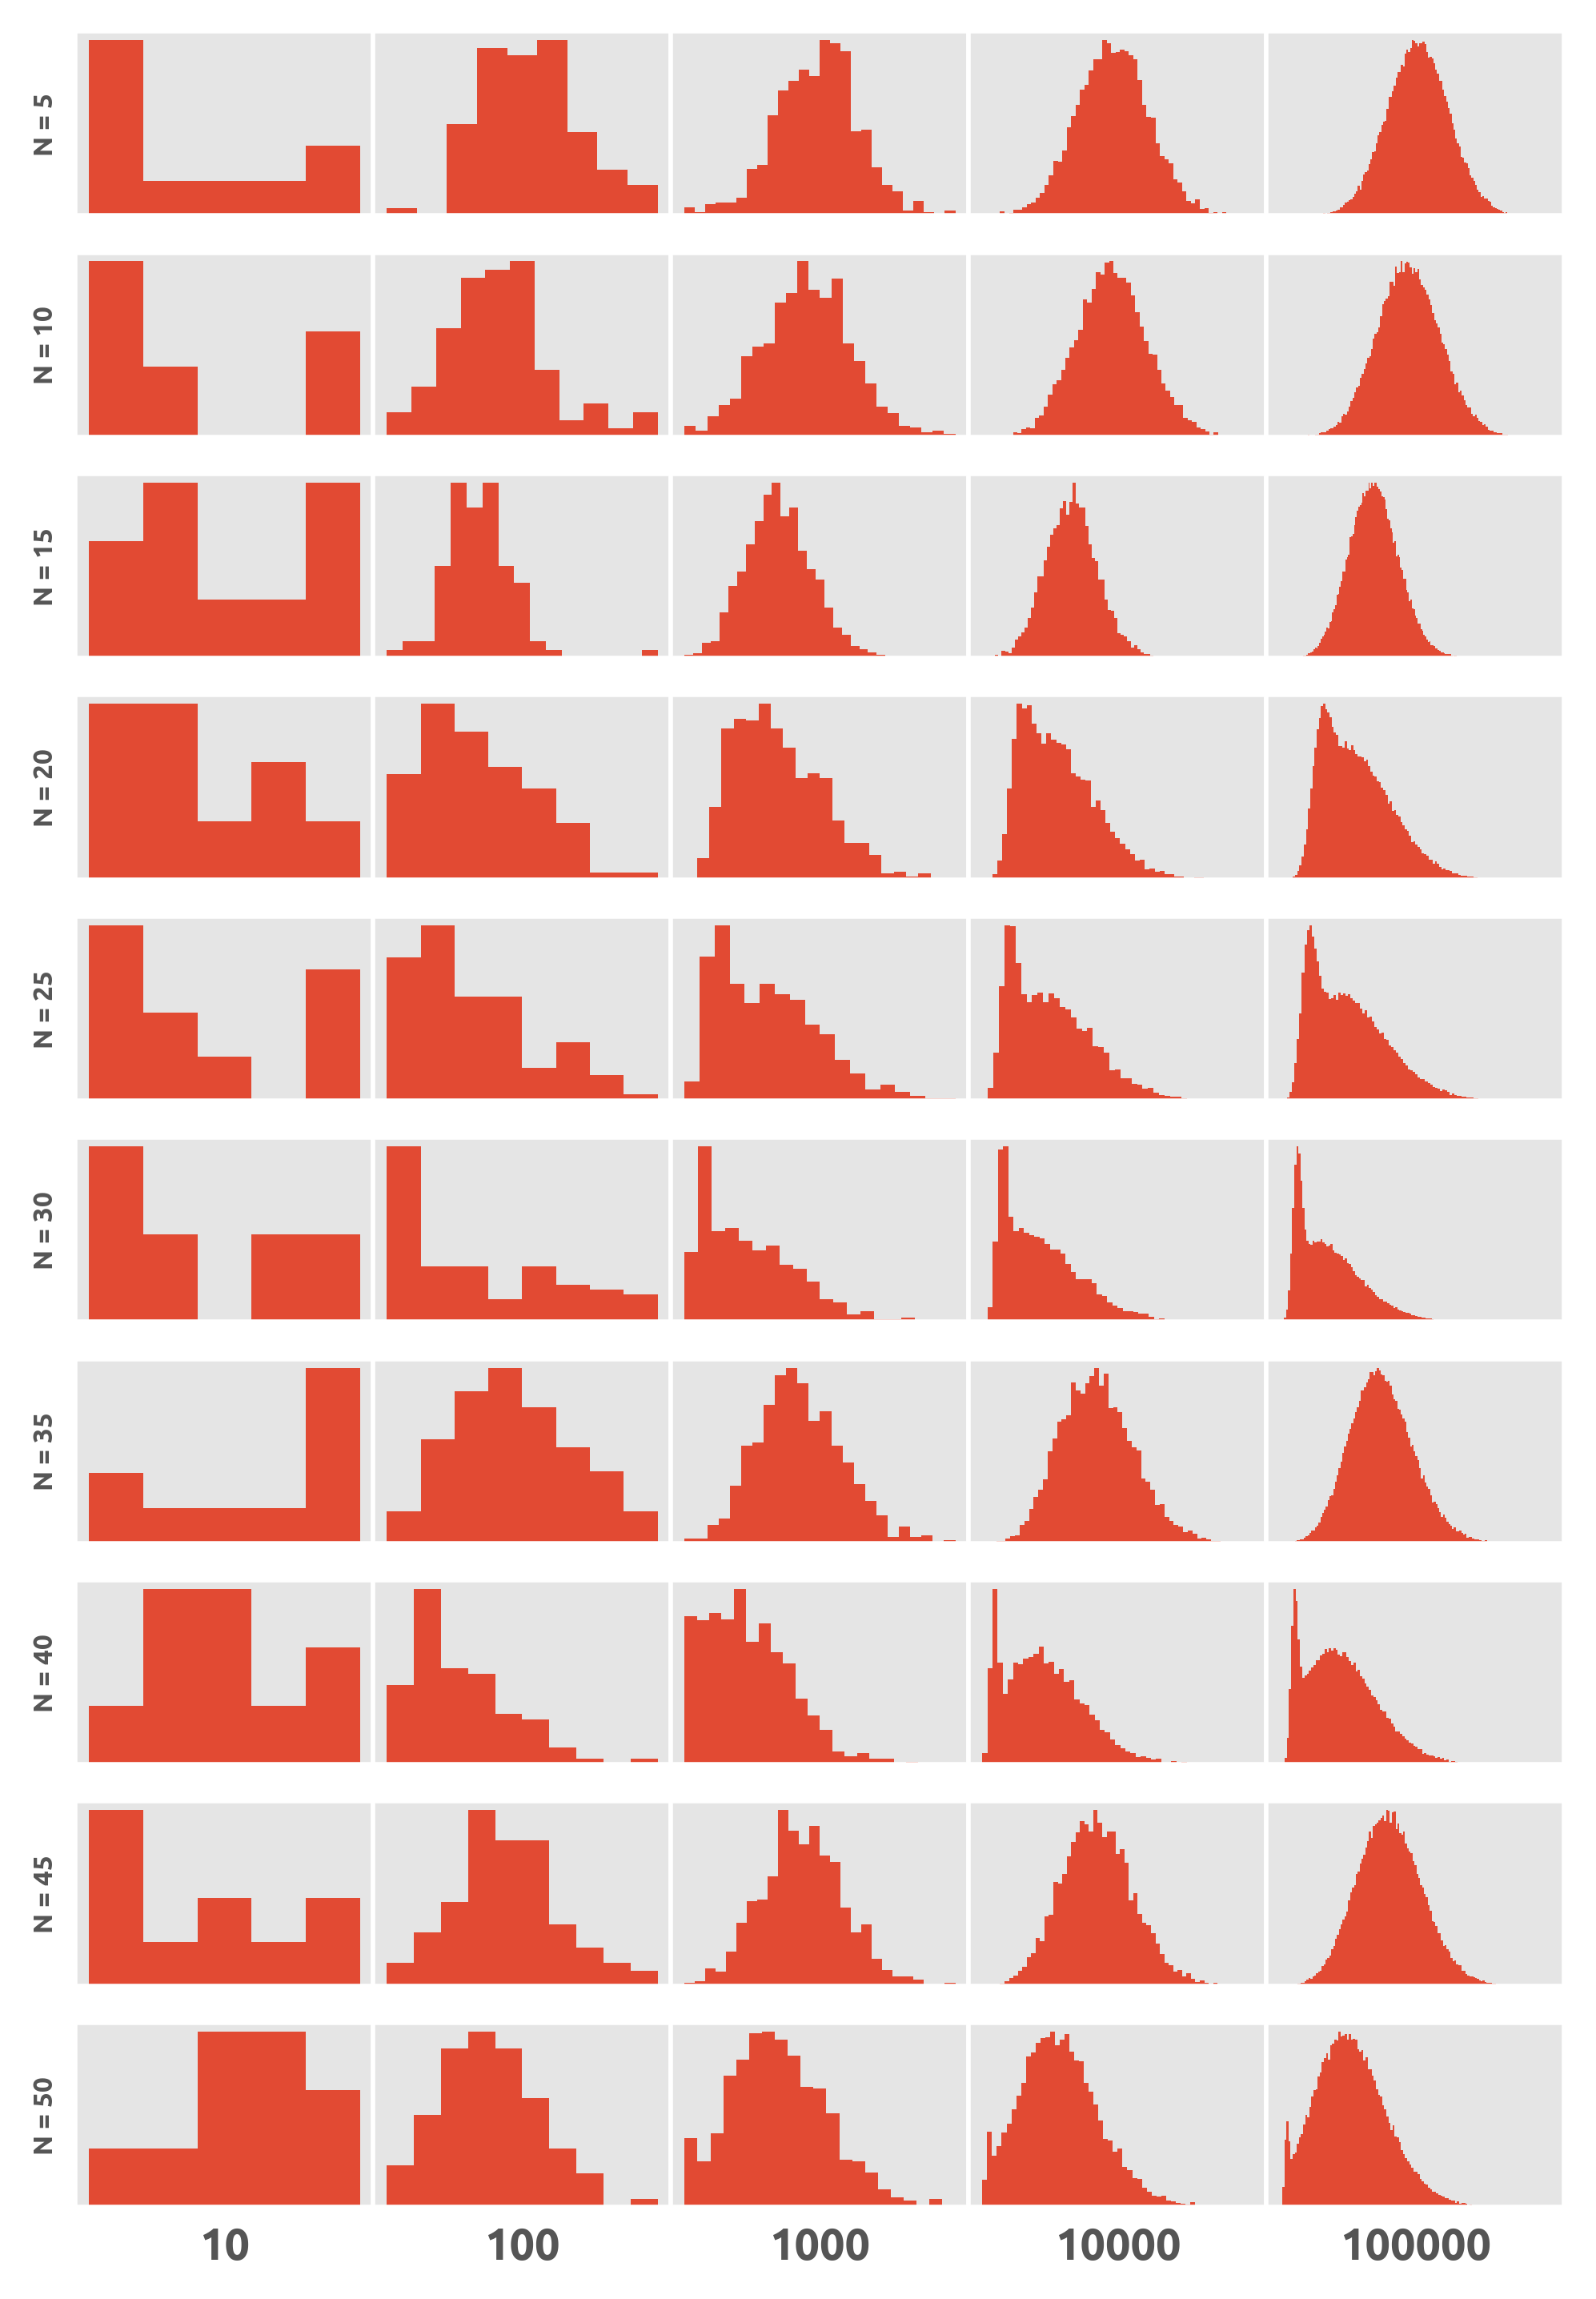 N = 5
N = 10
N = 15
N = 20
N = 25
N = 30
N = 35
N = 40
N = 45
N = 50
10 100 1000 10000 100000